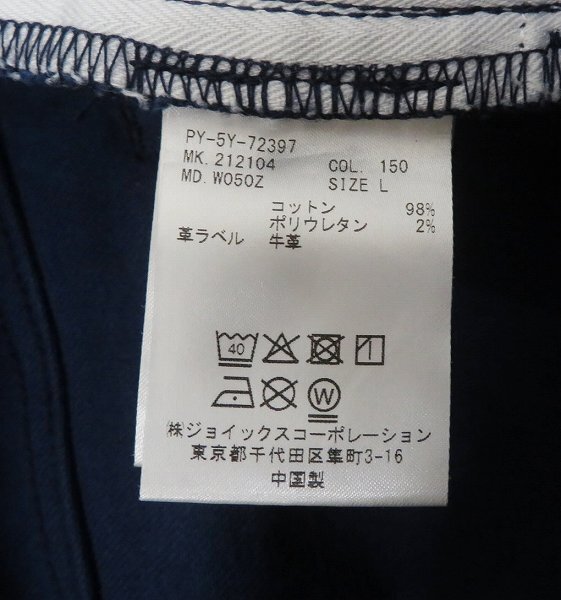 PY-5Y-72397
MK. 212104 COL. 150
MD. W050Z SIZE L
コットン 98%
ポリウレタン 2%
革ラベル 牛革
40
W
㈱ジョイックスコーポレーション
東京都千代田区隼町3-16
中国製